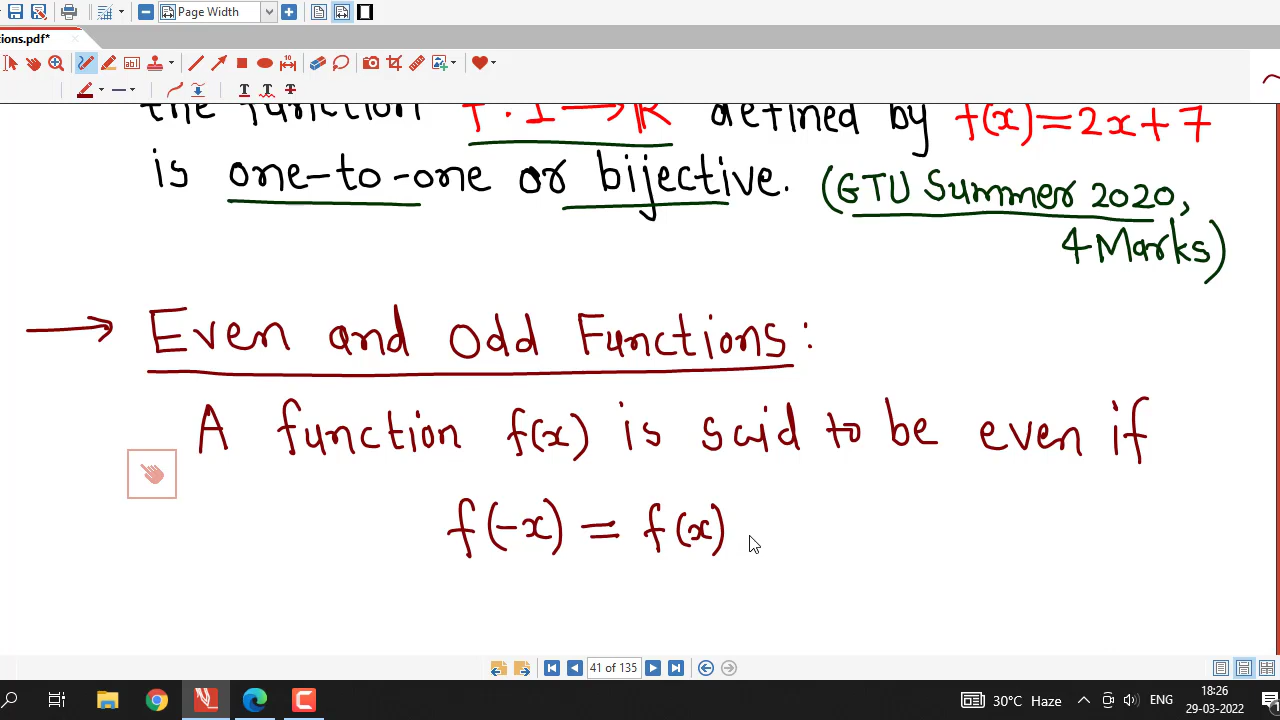 Page Width
ions.pdf*
the function f: I → R defined by f(x)=2x+7
is one-to-one or bijective. (GTU Summer 2020,
4 Marks)
→ Even and Odd Functions:
A function f(x) is said to be even if
f(-x) = f(x)
41 of 135
30°C Haze
ENG
18:26
29-03-2022